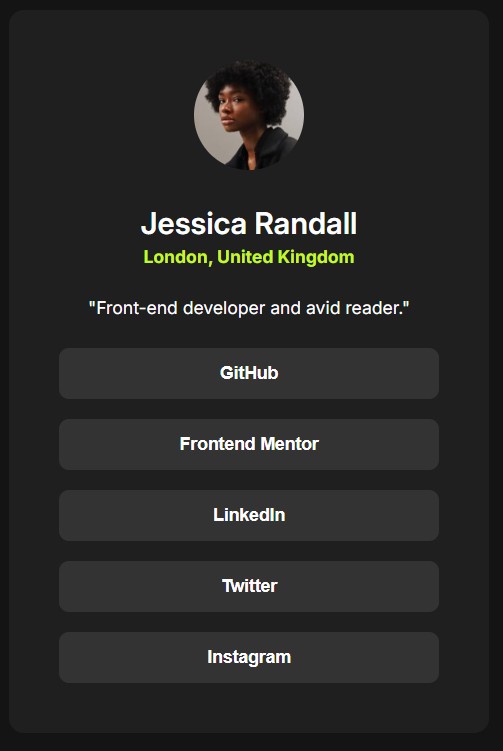 Jessica Randall
London, United Kingdom
"Front-end developer and avid reader."
GitHub
Frontend Mentor
LinkedIn
Twitter
Instagram